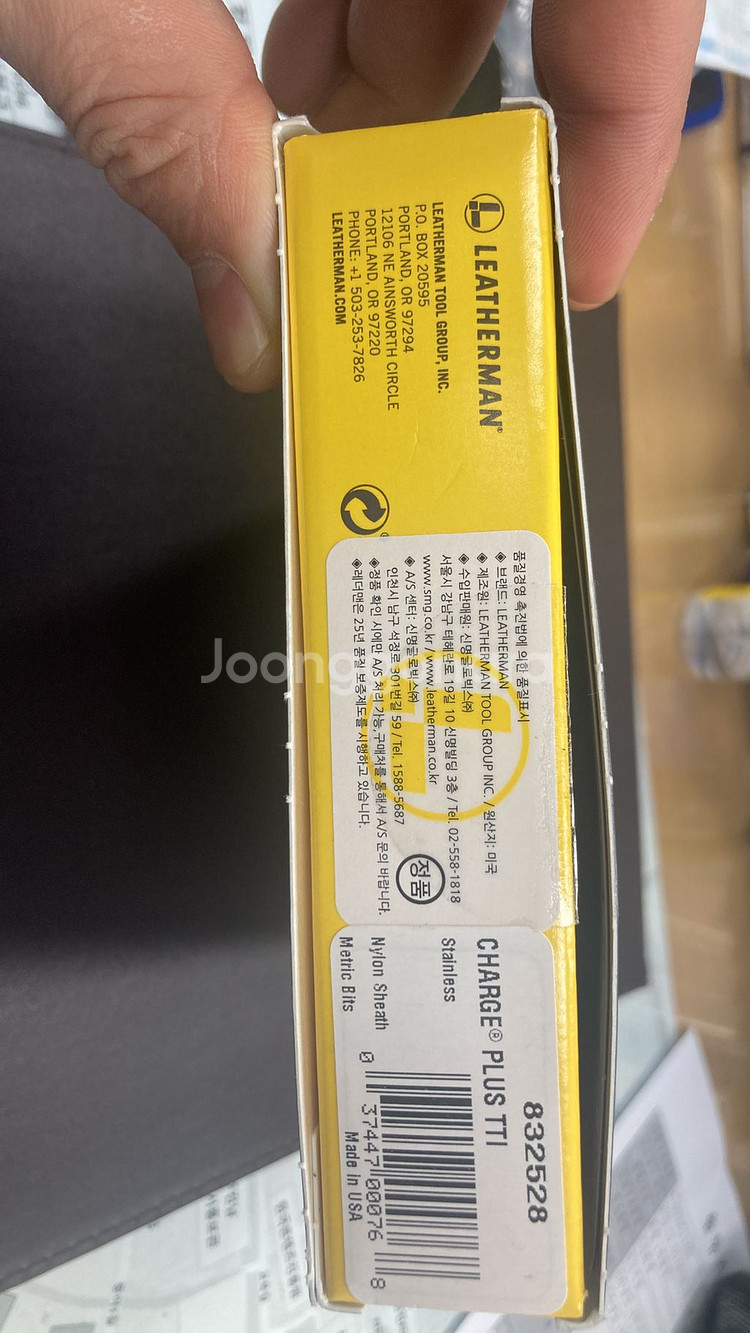 LEATHERMAN®
LEATHERMAN TOOL GROUP, INC.
P.O. BOX 20595
PORTLAND, OR 97294
12106 NE AINSWORTH CIRCLE
PORTLAND, OR 97220
PHONE: +1 503-253-7826
LEATHERMAN.COM
품질경영 촉진법에 의한 품질표시
◈브랜드: LEATHERMAN
◈제조원: LEATHERMAN TOOL GROUP INC. / 원산지: 미국
◈수입판매원: 신명글로빅스㈜
서울시 강남구 테헤란로 19길 10 신명빌딩 3층 / Tel. 02-558-1818
www.smg.co.kr / www.leatherman.co.kr
◈A/S 센터: 신명글로빅스㈜
인천시 남구 석정로 301번길 59 / Tel. 1588-5687
◈정품 확인 시에만 A/S 처리 가능,구매처를 통해서 A/S 문의 바랍니다.
◈레더맨은 25년 품질 보증제도를 시행하고 있습니다.
정품
832528
CHARGE® PLUS TTI
Stainless
Nylon Sheath
Metric Bits
0 37447 00076 8
Made in USA